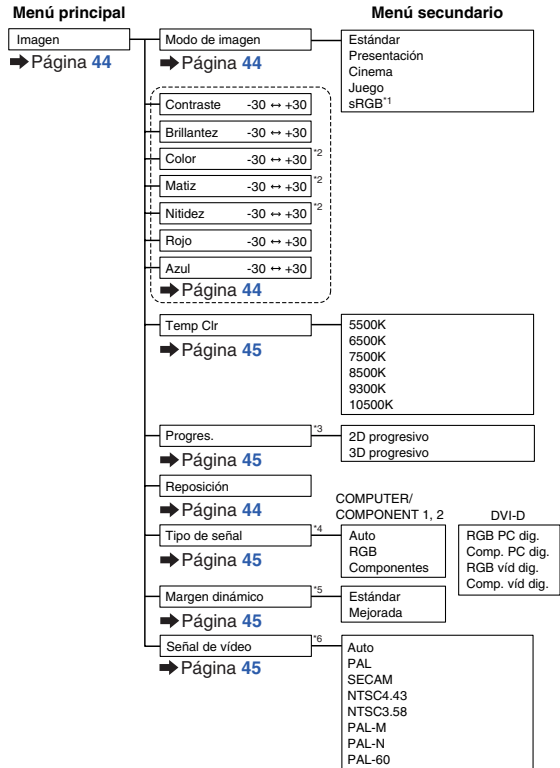 Menú principal
Menú secundario
Imagen
➡Página 44
Modo de imagen
➡Página 44
Estándar
Presentación
Cinema
Juego
sRGB*1
Contraste -30 ↔ +30
Brillantez -30 ↔ +30
Color -30 ↔ +30 *2
Matiz -30 ↔ +30 *2
Nitidez -30 ↔ +30 *2
Rojo -30 ↔ +30
Azul -30 ↔ +30
➡Página 44
Temp Clr
➡Página 45
5500K
6500K
7500K
8500K
9300K
10500K
Progres. *3
➡Página 45
2D progresivo
3D progresivo
Reposición
➡Página 44
Tipo de señal *4
➡Página 45
COMPUTER/
COMPONENT 1, 2
Auto
RGB
Componentes
DVI-D
RGB PC dig.
Comp. PC dig.
RGB víd dig.
Comp. víd dig.
Margen dinámico *5
➡Página 45
Estándar
Mejorada
Señal de vídeo *6
➡Página 45
Auto
PAL
SECAM
NTSC4.43
NTSC3.58
PAL-M
PAL-N
PAL-60